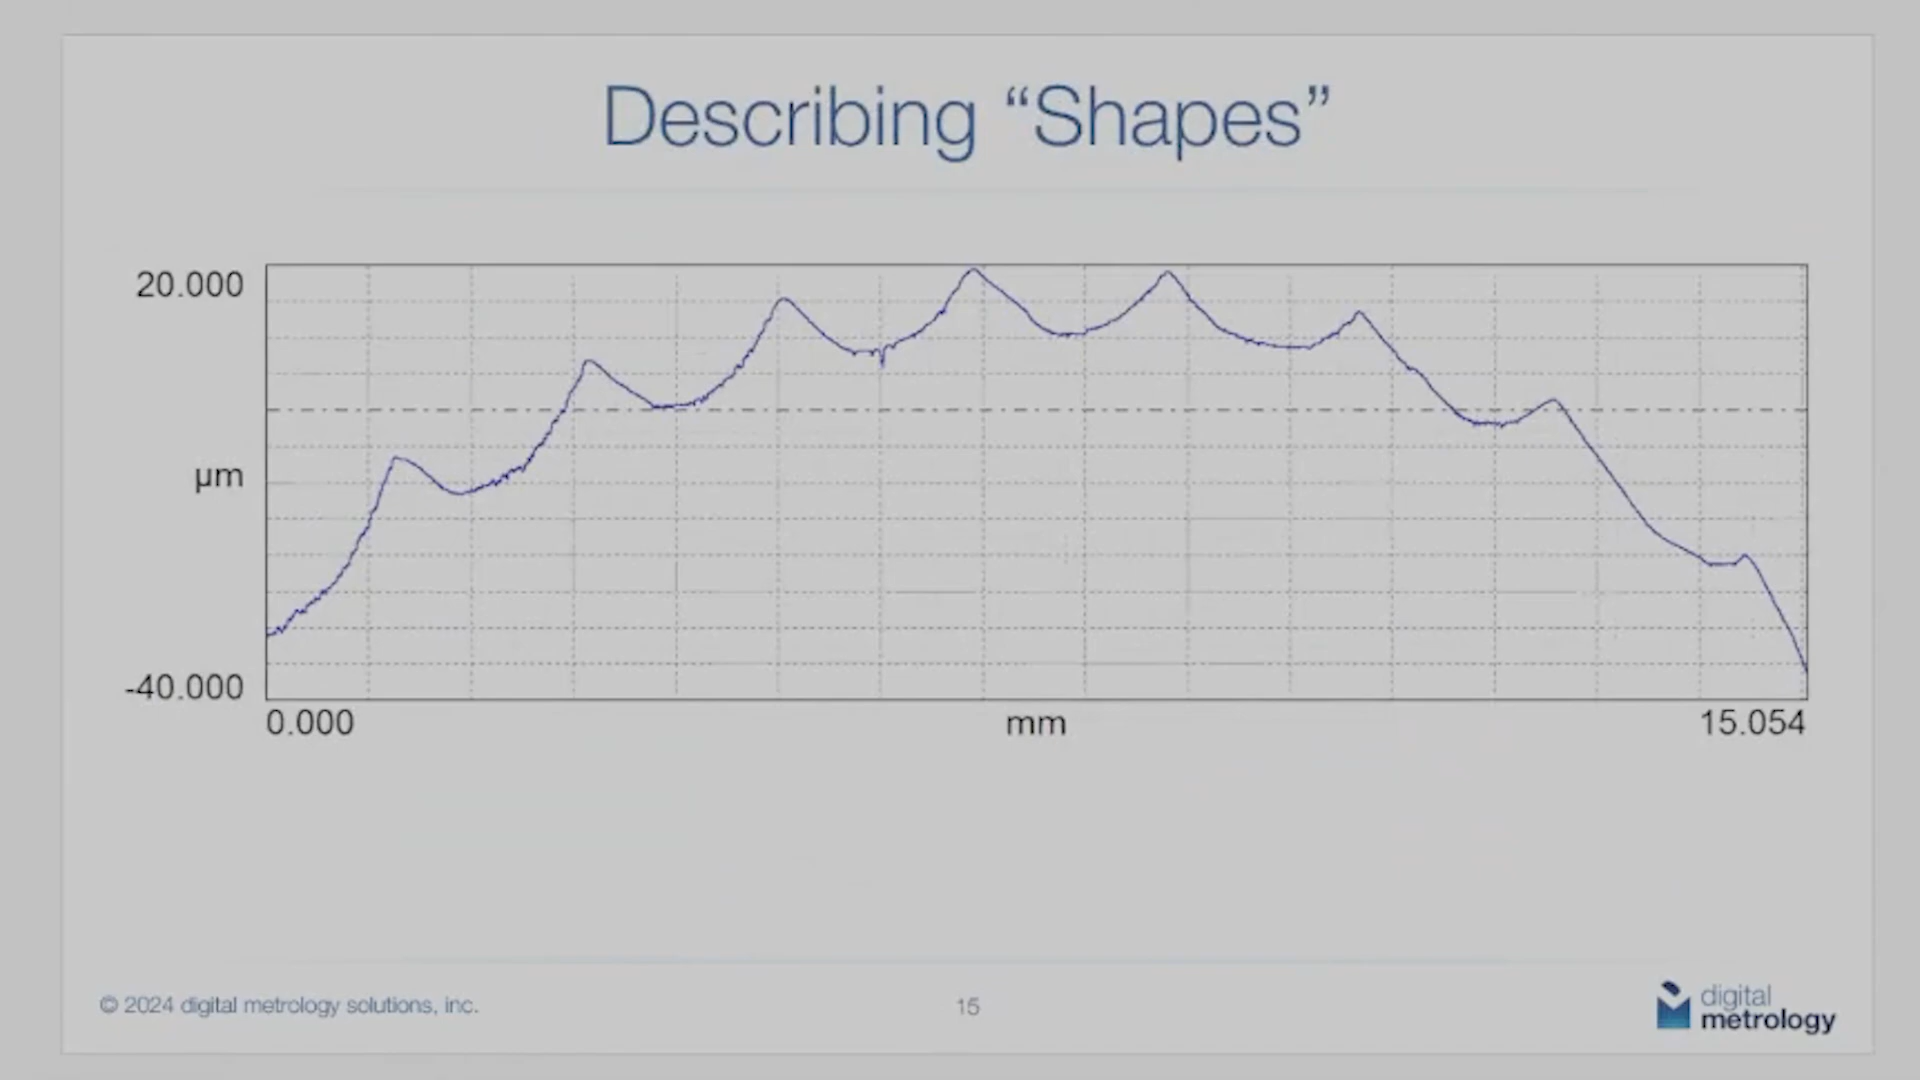 Describing “Shapes”
20.000
µm
-40.000
0.000
mm
15.054
© 2024 digital metrology solutions, inc.
15
digital
metrology